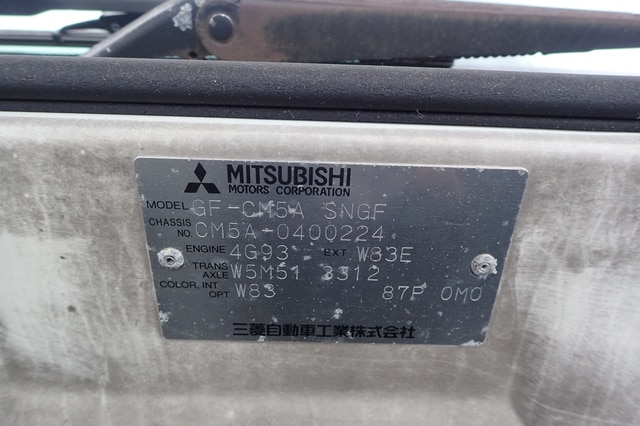 MITSUBISHI
MOTORS CORPORATION
MODEL GF-CM5A SNGF
CHASSIS NO. CM5A-0400224
ENGINE 4G93 EXT W83E
TRANS AXLE W5M51 3312
COLOR, INT OPT W83 87P 0M0
三菱自動車工業株式会社